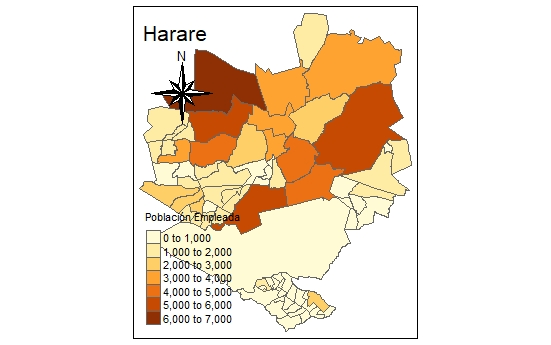 Harare
N
Población Empleada
0 to 1,000
1,000 to 2,000
2,000 to 3,000
3,000 to 4,000
4,000 to 5,000
5,000 to 6,000
6,000 to 7,000